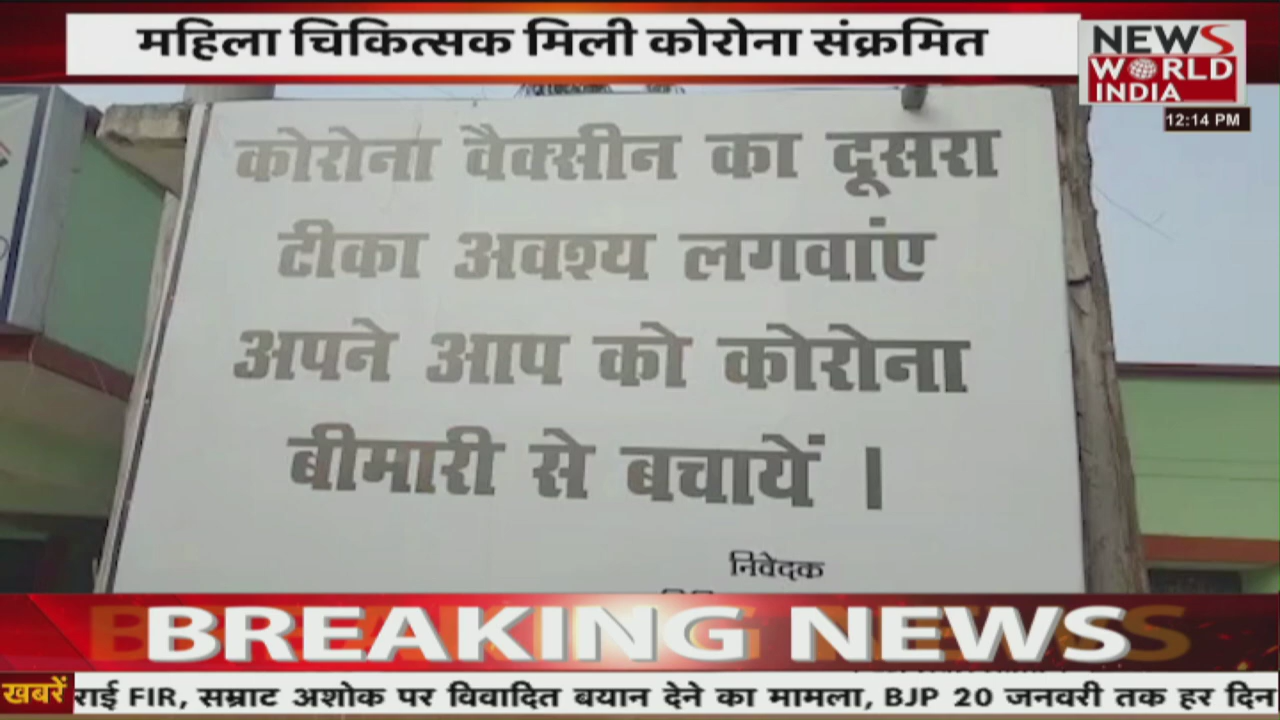 महिला चिकित्सक मिली कोरोना संक्रमित
NEWS
WORLD
INDIA
12:14 PM
कोरोना वैक्सीन का दूसरा
टीका अवश्य लगवांए
अपने आप को कोरोना
बीमारी से बचायें ।
निवेदक
BREAKING NEWS
खबरें राई FIR, सम्राट अशोक पर विवादित बयान देने का मामला, BJP 20 जनवरी तक हर दिन